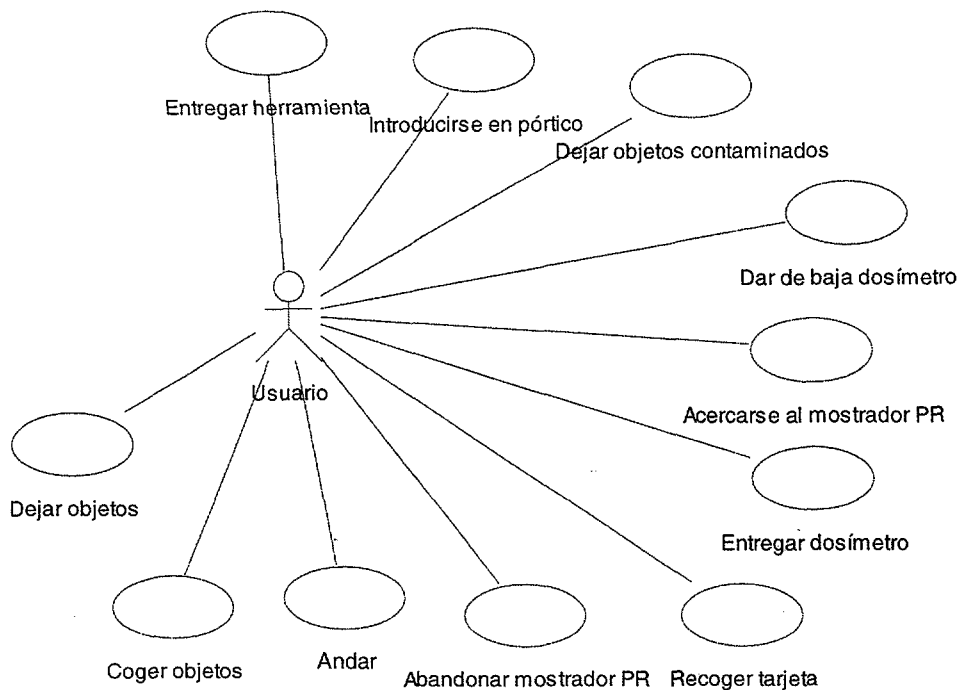 Entregar herramienta
Introducirse en pórtico
Dejar objetos contaminados
Dar de baja dosímetro
Usuario
Acercarse al mostrador PR
Dejar objetos
Entregar dosímetro
Coger objetos
Andar
Abandonar mostrador PR
Recoger tarjeta